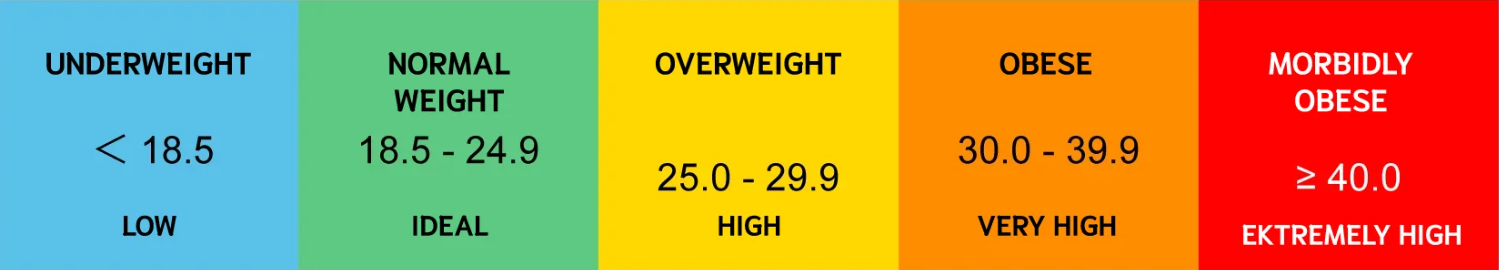 UNDERWEIGHT
< 18.5
LOW
NORMAL
WEIGHT
18.5 - 24.9
IDEAL
OVERWEIGHT
25.0 - 29.9
HIGH
OBESE
30.0 - 39.9
VERY HIGH
MORBIDLY
OBESE
≥ 40.0
EKTREMELY HIGH